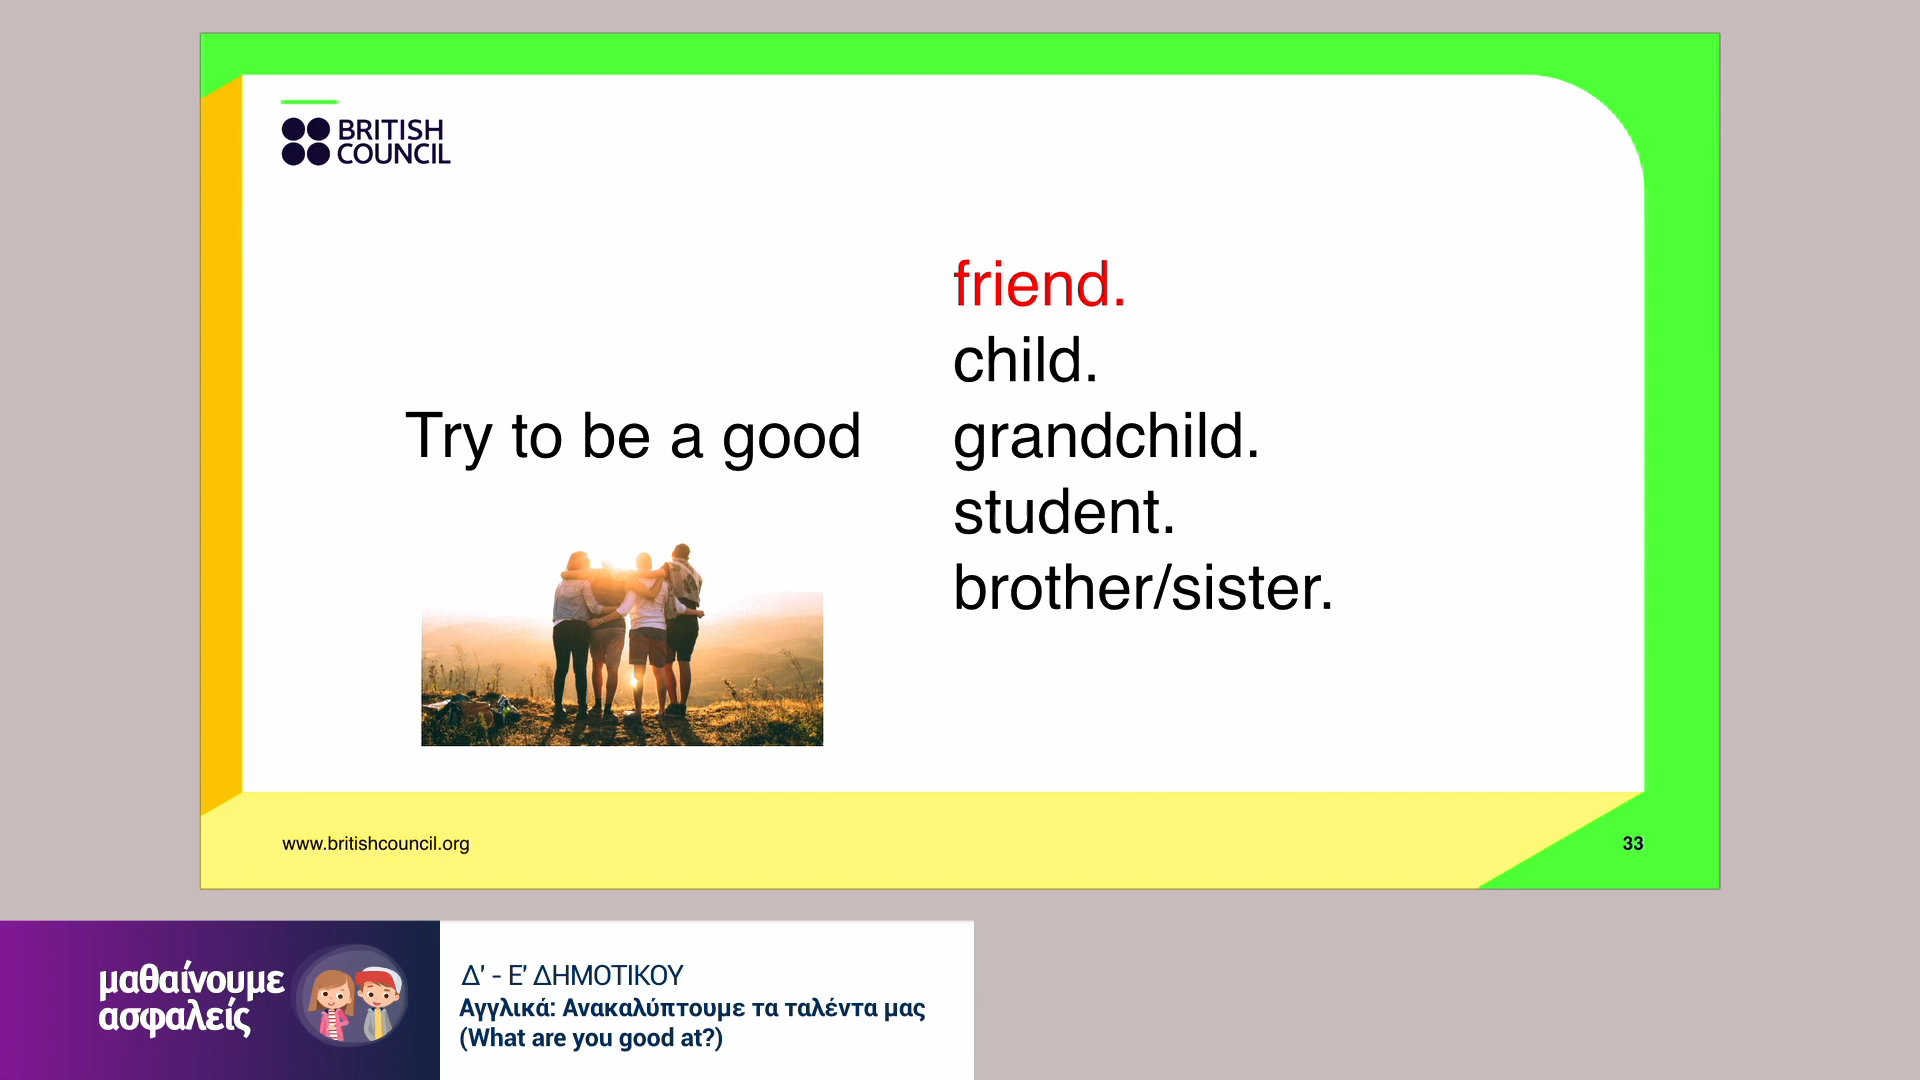 BRITISH
COUNCIL
friend.
child.
Try to be a good
grandchild.
student.
brother/sister.
www.britishcouncil.org
33
μαθαίνουμε
ασφαλείς
Δ' - Ε' ΔΗΜΟΤΙΚΟΥ
Αγγλικά: Ανακαλύπτουμε τα ταλέντα μας
(What are you good at?)